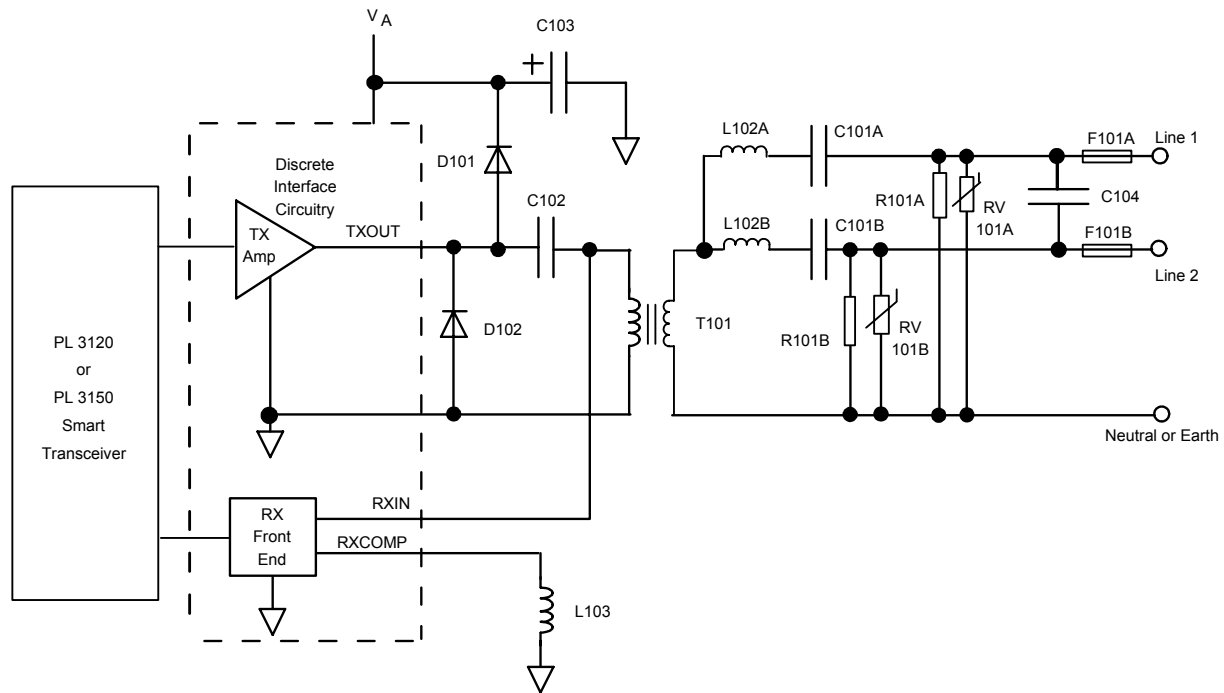 VA
C103
+
L102A
C101A
F101A
Line 1
Discrete
Interface
Circuitry
D101
C102
R101A
RV
101A
C104
TX
Amp
TXOUT
L102B
C101B
F101B
Line 2
D102
T101
R101B
RV
101B
PL 3120
or
PL 3150
Smart
Transceiver
Neutral or Earth
RX
Front
End
RXIN
RXCOMP
L103